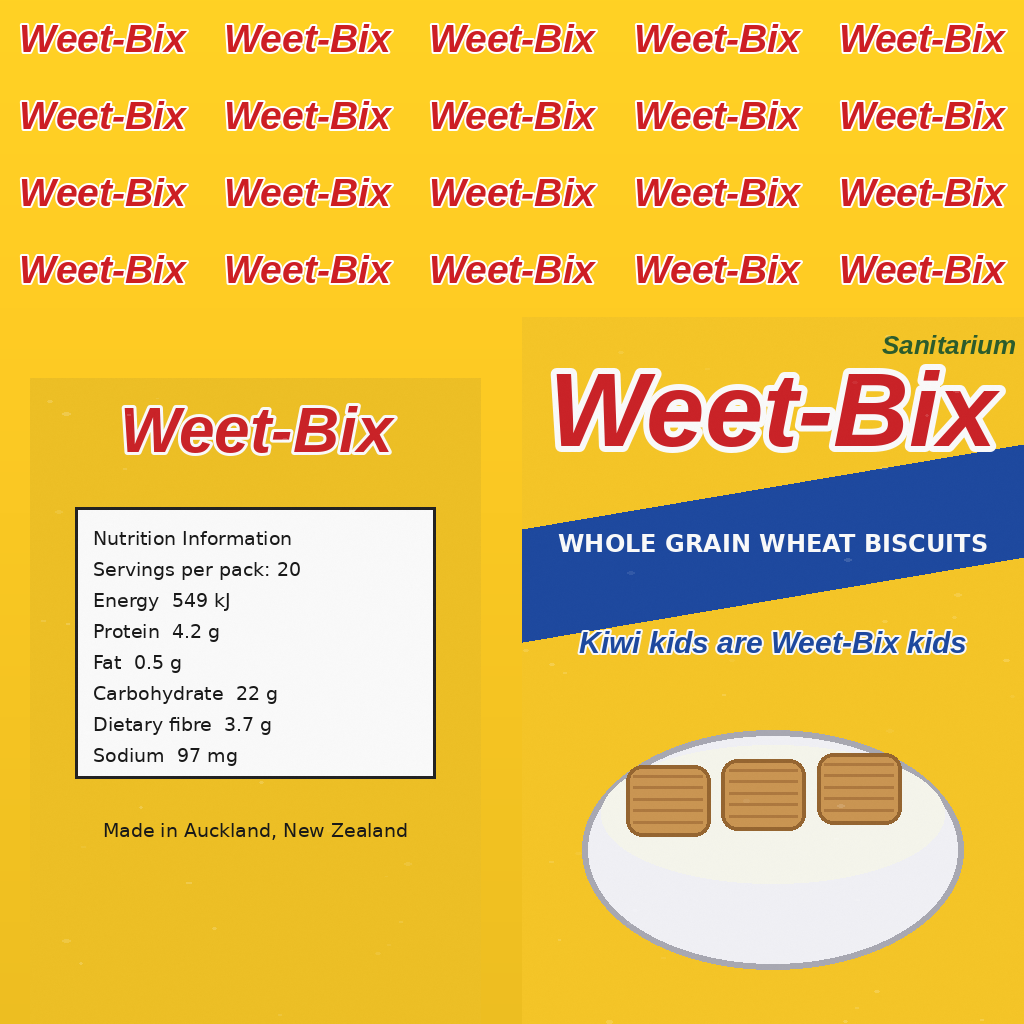 Weet-Bix Weet-Bix Weet-Bix Weet-Bix Weet-Bix
Weet-Bix Weet-Bix Weet-Bix Weet-Bix Weet-Bix
Weet-Bix Weet-Bix Weet-Bix Weet-Bix Weet-Bix
Weet-Bix Weet-Bix Weet-Bix Weet-Bix Weet-Bix
Weet-Bix
Nutrition Information
Servings per pack: 20
Energy 549 kJ
Protein 4.2 g
Fat 0.5 g
Carbohydrate 22 g
Dietary fibre 3.7 g
Sodium 97 mg
Made in Auckland, New Zealand
Sanitarium
Weet-Bix
WHOLE GRAIN WHEAT BISCUITS
Kiwi kids are Weet-Bix kids